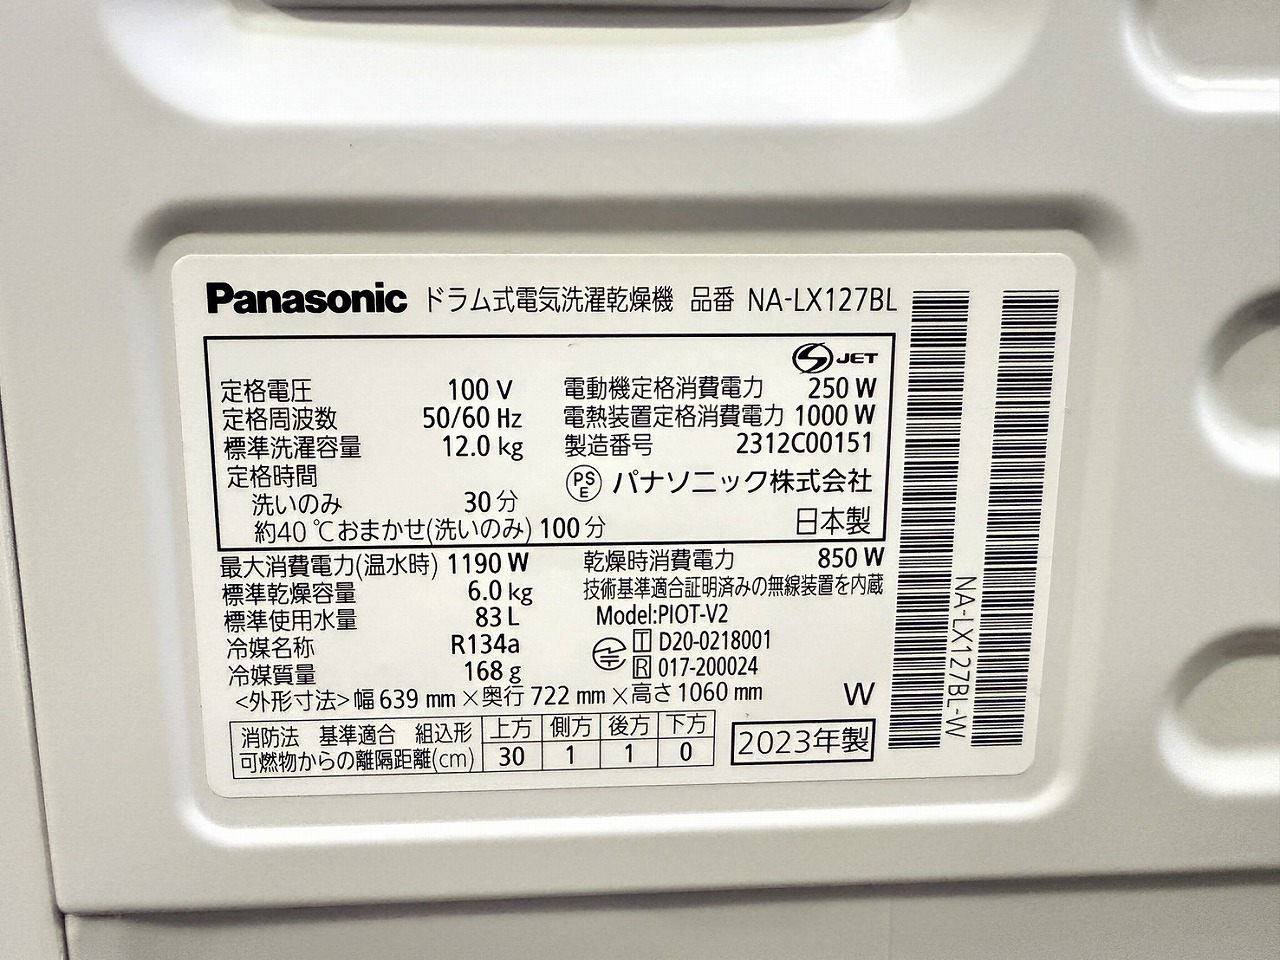 Panasonic ドラム式電気洗濯乾燥機 品番 NA-LX127BL
JET
定格電圧 100 V 電動機定格消費電力 250 W
定格周波数 50/60 Hz 電熱装置定格消費電力 1000 W
標準洗濯容量 12.0 kg 製造番号 2312C00151
定格時間 PSE パナソニック株式会社
洗いのみ 30 分
約40 ℃おまかせ(洗いのみ) 100 分 日本製
最大消費電力(温水時) 1190 W 乾燥時消費電力 850 W
標準乾燥容量 6.0 kg 技術基準適合証明済みの無線装置を内蔵
標準使用水量 83 L Model:PIOT-V2
冷媒名称 R134a T D20-0218001
冷媒質量 168 g R 017-200024
<外形寸法>幅 639 mm×奥行 722 mm×高さ 1060 mm W
消防法 基準適合 組込形 上方 側方 後方 下方
可燃物からの離隔距離(cm) 30 1 1 0
2023年製
NA-LX127BL-W